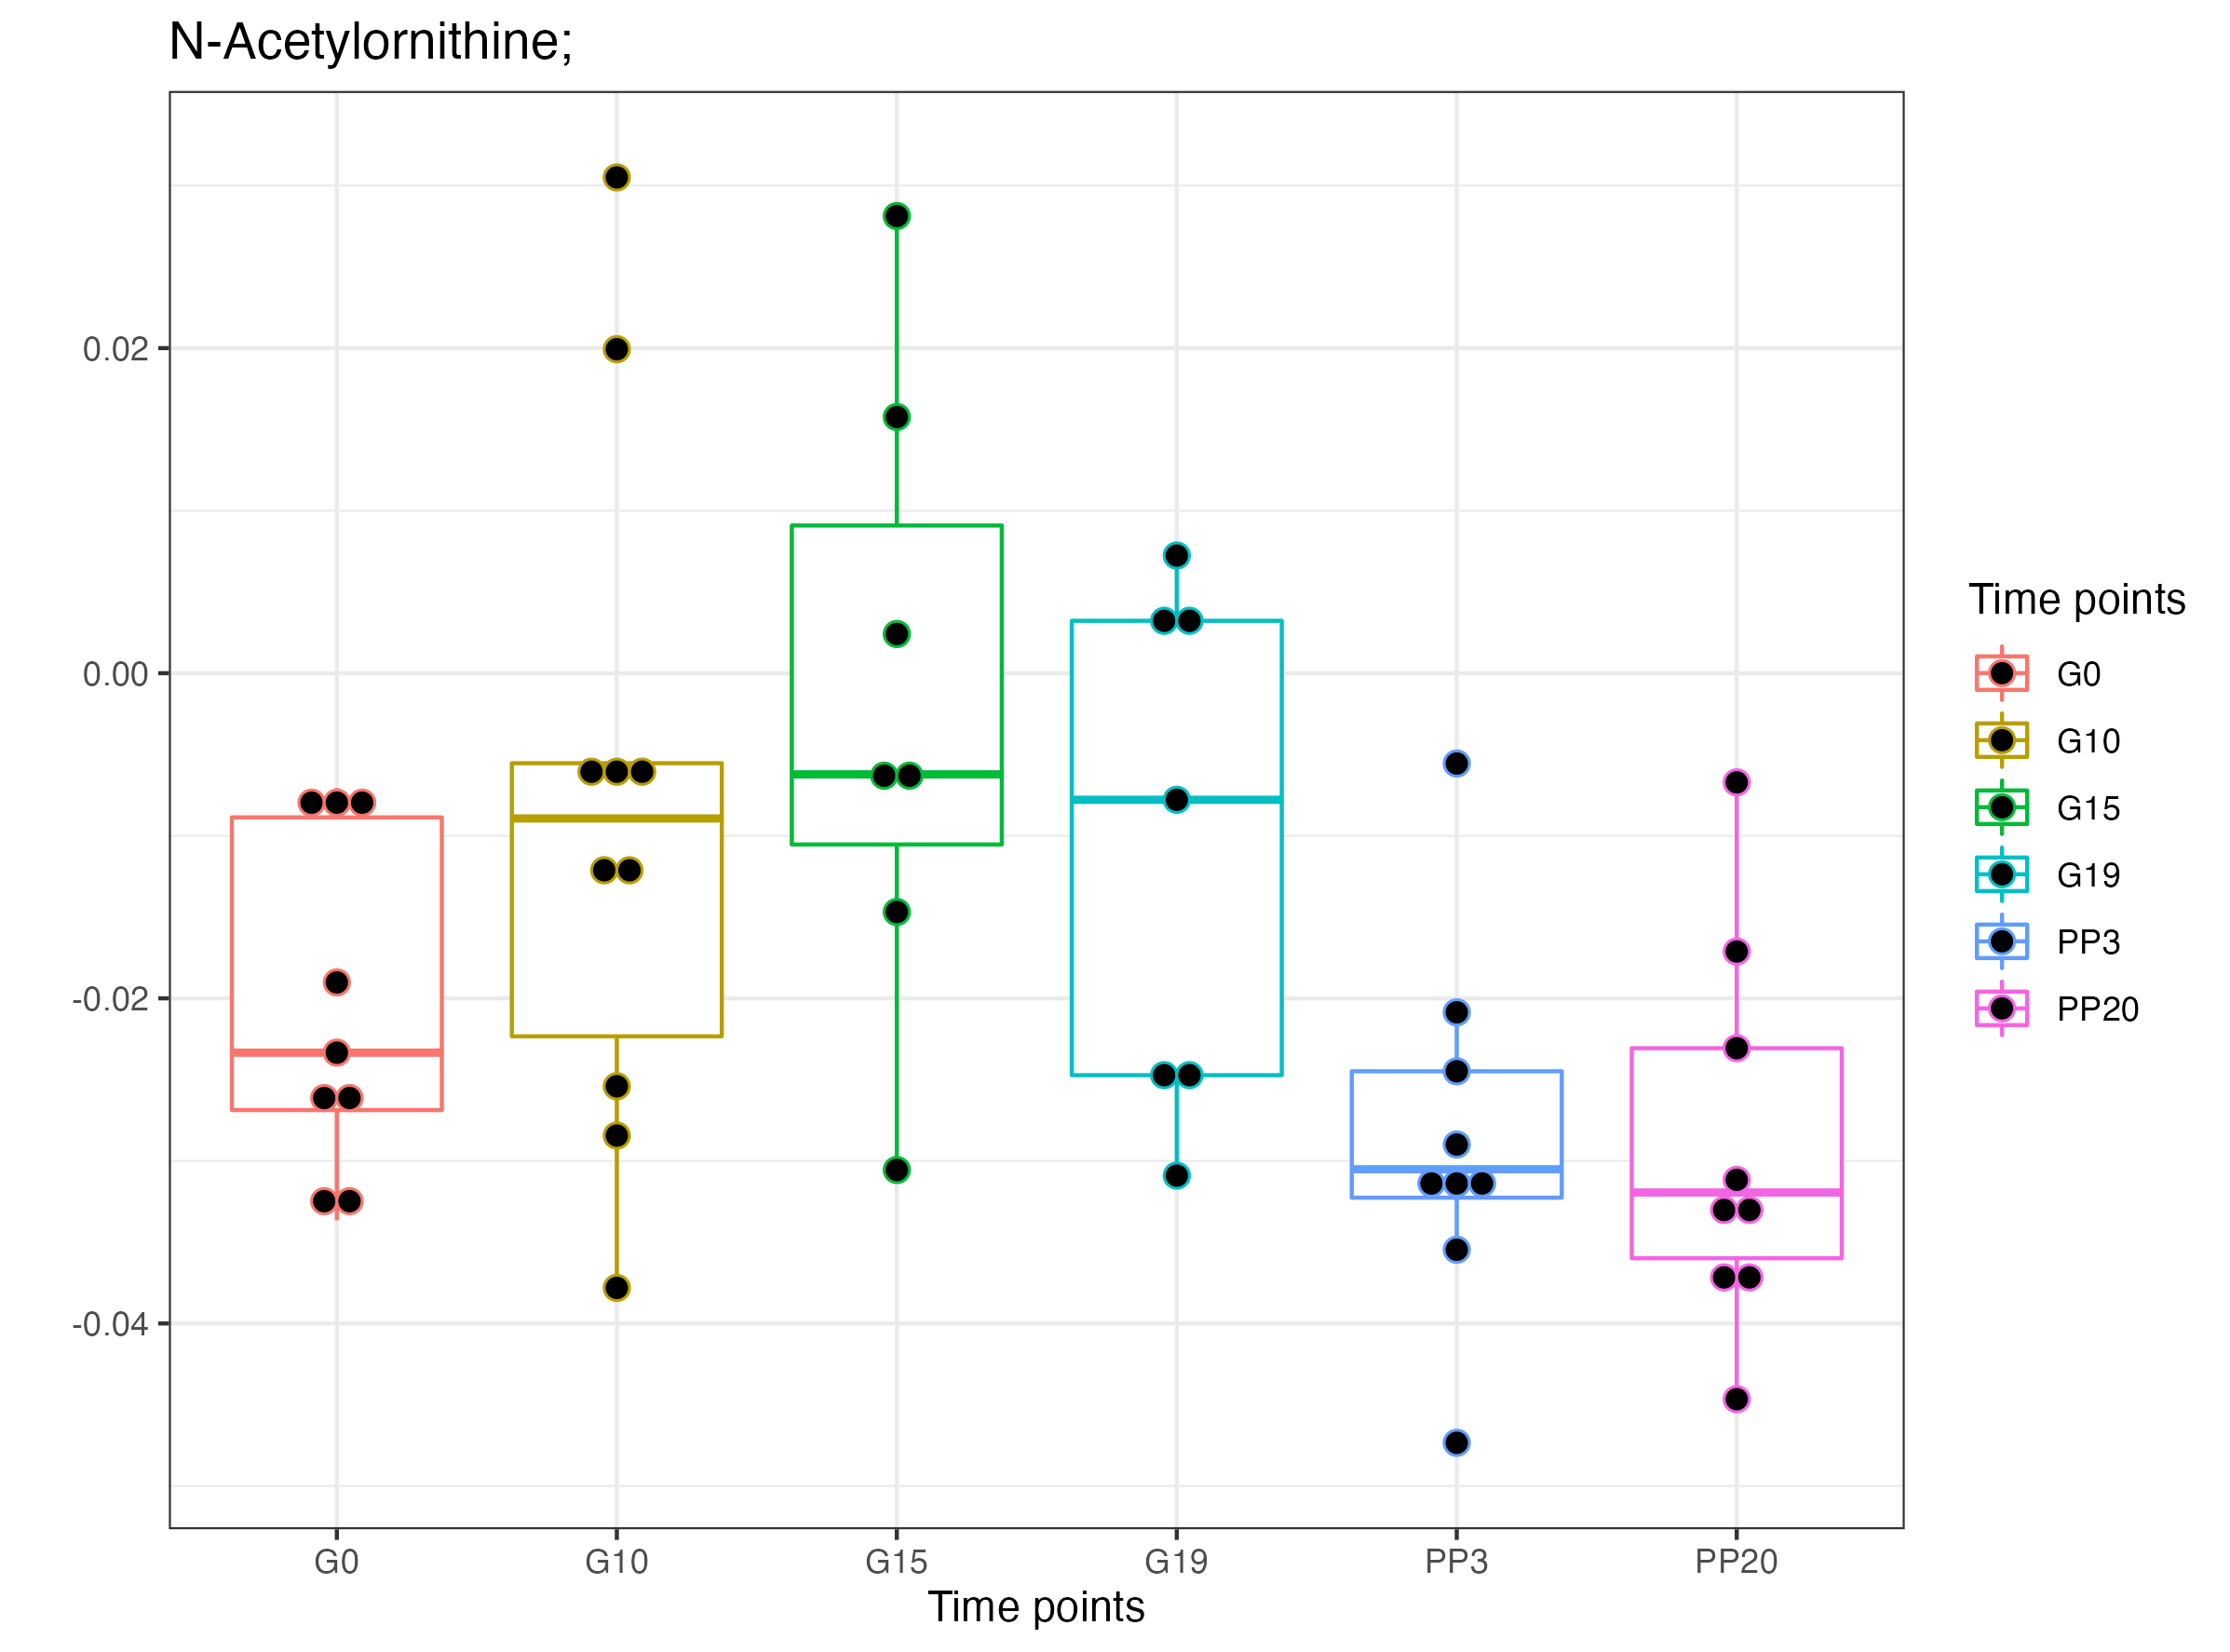 N-Acetylornithine;
0.02
0.00
-0.02
-0.04
G0 G10 G15 G19 PP3 PP20
Time points
Time points
G0
G10
G15
G19
PP3
PP20